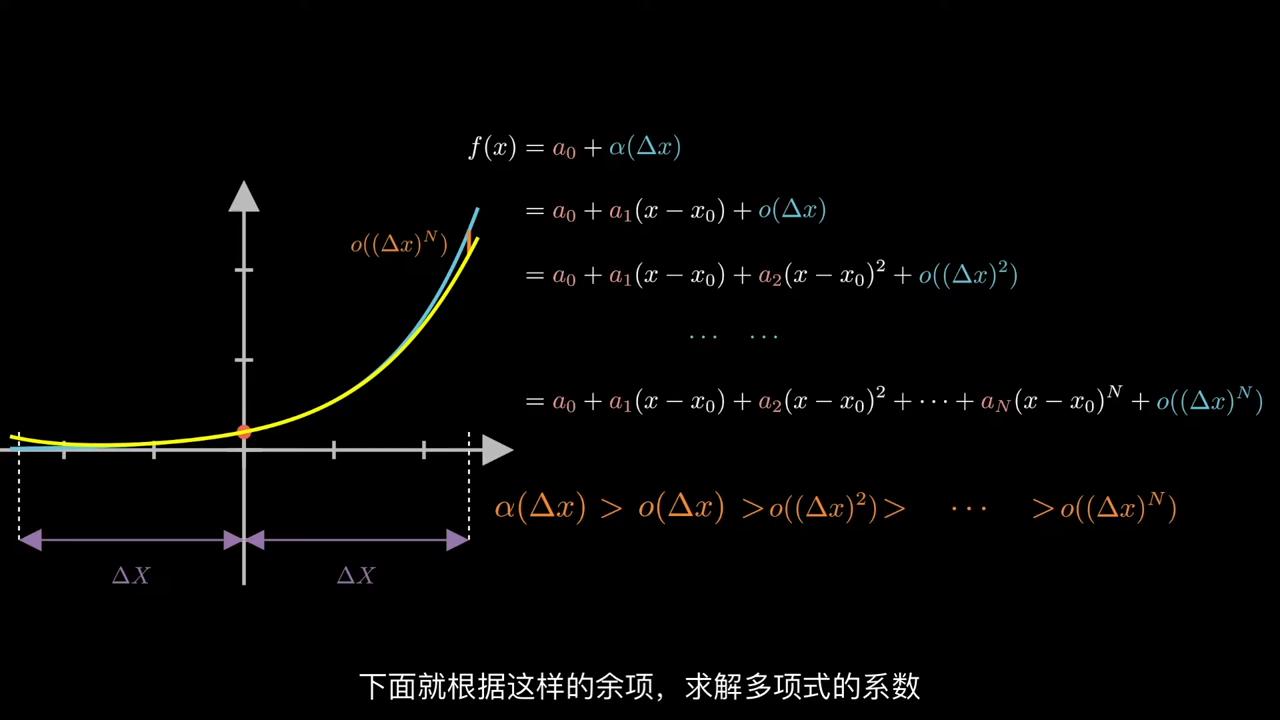 f(x) = a₀ + α(Δx)
= a₀ + a₁(x − x₀) + o(Δx)
o((Δx)ᴺ)
= a₀ + a₁(x − x₀) + a₂(x − x₀)² + o((Δx)²)
··· ···
= a₀ + a₁(x − x₀) + a₂(x − x₀)² + ··· + a_N(x − x₀)ᴺ + o((Δx)ᴺ)
α(Δx) > o(Δx) > o((Δx)²) > ··· > o((Δx)ᴺ)
ΔX ΔX
下面就根据这样的余项，求解多项式的系数